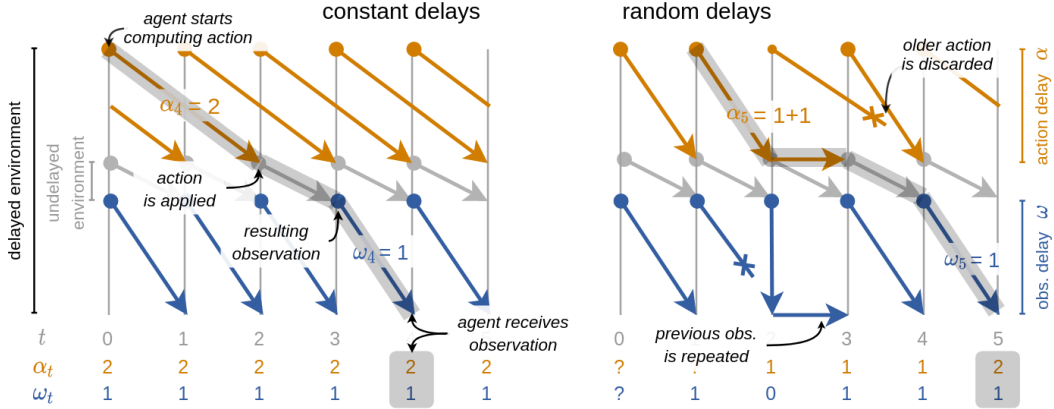 constant delays
random delays
agent starts
computing action
older action
is discarded
α₄ = 2
α₅ = 1+1
action
is applied
resulting
observation
ω₄ = 1
ω₅ = 1
delayed environment
undelayed
environment
action delay α
obs. delay ω
agent receives
observation
previous obs.
is repeated
t 0 1 2 3 0 3 4 5
αₜ 2 2 2 2 2 2 ? 1 1 1 2
ωₜ 1 1 1 1 1 1 ? 1 0 1 1 1